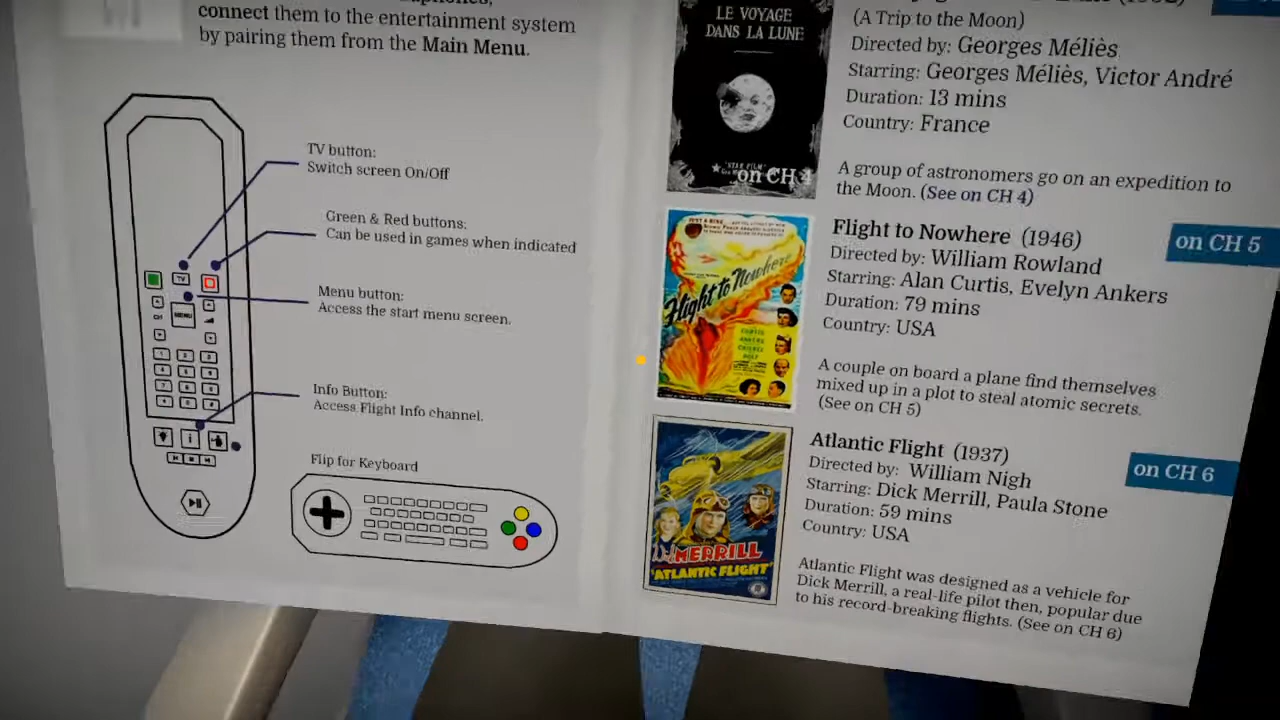 connect them to the entertainment system
by pairing them from the Main Menu.
TV button:
Switch screen On/Off
Green & Red buttons:
Can be used in games when indicated
Menu button:
Access the start menu screen.
Info Button:
Access Flight Info channel.
Flip for Keyboard
TV
MENU
LE VOYAGE
DANS LA LUNE
"STAR FILM"
on CH 4
(A Trip to the Moon)
Directed by: Georges Méliès
Starring: Georges Méliès, Victor André
Duration: 13 mins
Country: France
A group of astronomers go on an expedition to
the Moon. (See on CH 4)
Flight to Nowhere
Flight to Nowhere (1946)
on CH 5
Directed by: William Rowland
Starring: Alan Curtis, Evelyn Ankers
Duration: 79 mins
Country: USA
A couple on board a plane find themselves
mixed up in a plot to steal atomic secrets.
(See on CH 5)
MERRILL
"ATLANTIC FLIGHT"
Atlantic Flight (1937)
on CH 6
Directed by: William Nigh
Starring: Dick Merrill, Paula Stone
Duration: 59 mins
Country: USA
Atlantic Flight was designed as a vehicle for
Dick Merrill, a real-life pilot then, popular due
to his record-breaking flights. (See on CH 6)